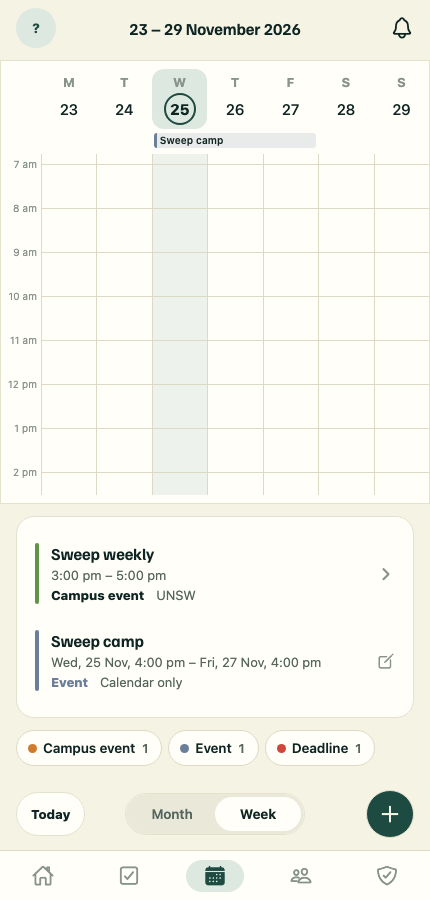 ?
23 – 29 November 2026
M T W T F S S
23 24 25 26 27 28 29
Sweep camp
7 am
8 am
9 am
10 am
11 am
12 pm
1 pm
2 pm
Sweep weekly
3:00 pm – 5:00 pm
Campus event UNSW
Sweep camp
Wed, 25 Nov, 4:00 pm – Fri, 27 Nov, 4:00 pm
Event Calendar only
Campus event 1 Event 1 Deadline 1
Today Month Week